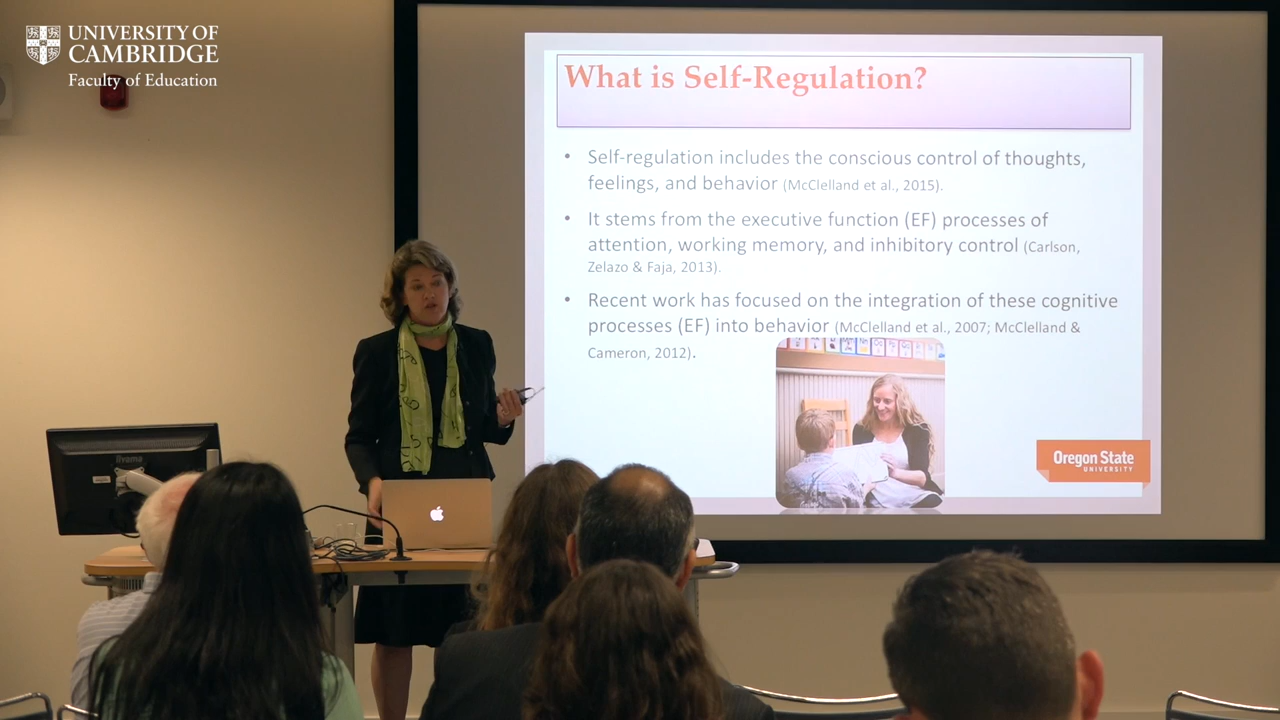 UNIVERSITY OF
CAMBRIDGE
Faculty of Education
What is Self-Regulation?
• Self-regulation includes the conscious control of thoughts,
feelings, and behavior (McClelland et al., 2015).
• It stems from the executive function (EF) processes of
attention, working memory, and inhibitory control (Carlson,
Zelazo & Faja, 2013).
• Recent work has focused on the integration of these cognitive
processes (EF) into behavior (McClelland et al., 2007; McClelland &
Cameron, 2012).
Oregon State
UNIVERSITY
iiyama